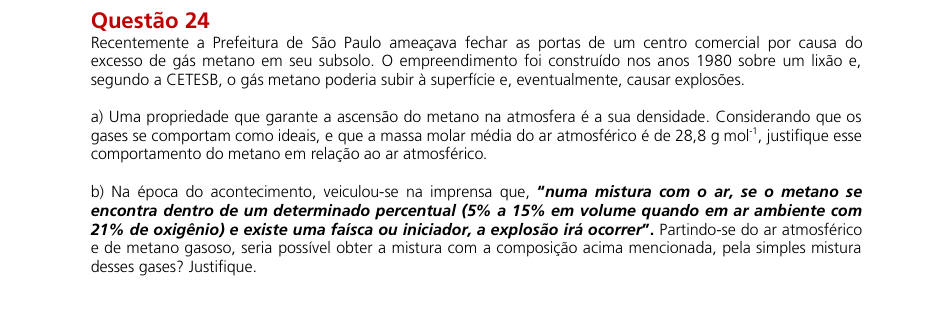 Questão 24
Recentemente a Prefeitura de São Paulo ameaçava fechar as portas de um centro comercial por causa do
excesso de gás metano em seu subsolo. O empreendimento foi construído nos anos 1980 sobre um lixão e,
segundo a CETESB, o gás metano poderia subir à superfície e, eventualmente, causar explosões.
a) Uma propriedade que garante a ascensão do metano na atmosfera é a sua densidade. Considerando que os
gases se comportam como ideais, e que a massa molar média do ar atmosférico é de 28,8 g mol⁻¹, justifique esse
comportamento do metano em relação ao ar atmosférico.
b) Na época do acontecimento, veiculou-se na imprensa que, "numa mistura com o ar, se o metano se
encontra dentro de um determinado percentual (5% a 15% em volume quando em ar ambiente com
21% de oxigênio) e existe uma faísca ou iniciador, a explosão irá ocorrer". Partindo-se do ar atmosférico
e de metano gasoso, seria possível obter a mistura com a composição acima mencionada, pela simples mistura
desses gases? Justifique.